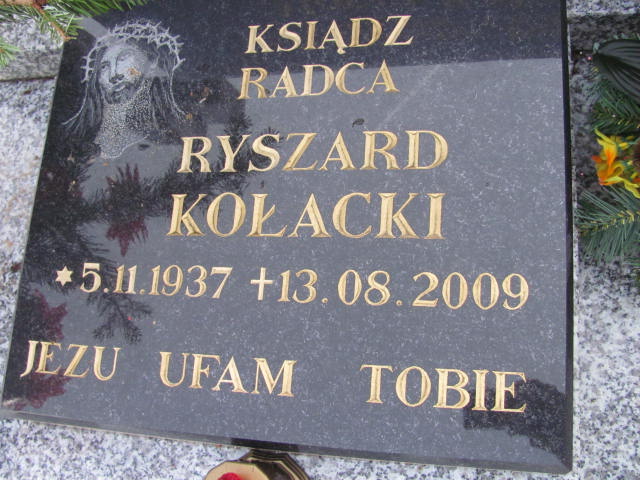 KSIĄDZ
RADCA
RYSZARD
KOŁACKI
✶5.11.1937 ✝13.08.2009
JEZU UFAM TOBIE